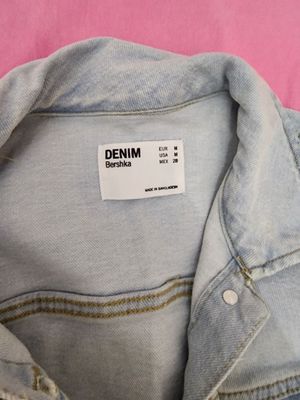 DENIM
Bershka
EUR M
USA M
MEX 28
MADE IN BANGLADESH